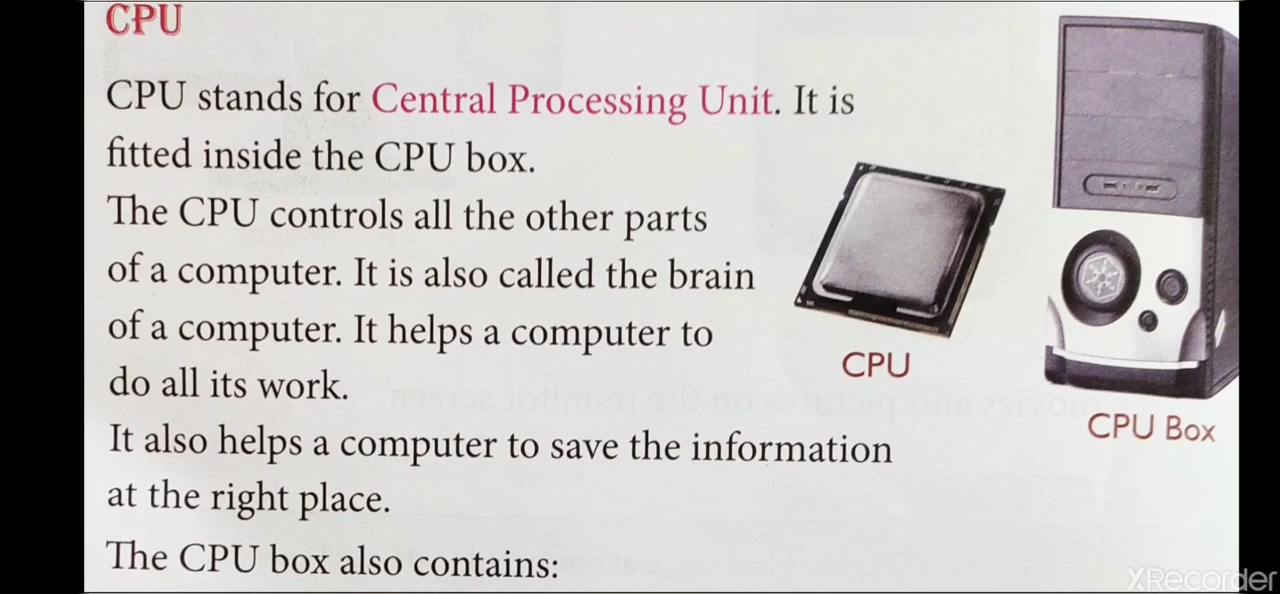 CPU
CPU stands for Central Processing Unit. It is
fitted inside the CPU box.
The CPU controls all the other parts
of a computer. It is also called the brain
of a computer. It helps a computer to
do all its work.
CPU
CPU Box
It also helps a computer to save the information
at the right place.
The CPU box also contains:
XRecorder